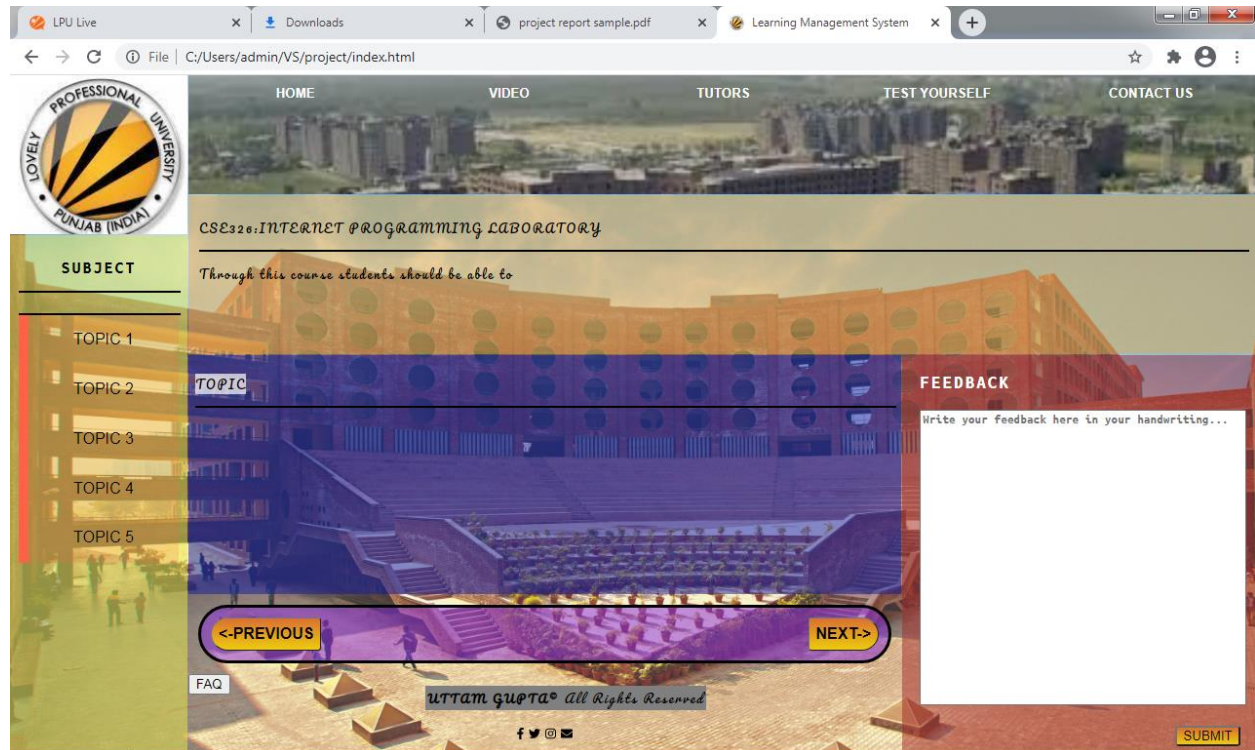 LPU Live
Downloads
project report sample.pdf
Learning Management System
File
C:/Users/admin/VS/project/index.html
LOVELY PROFESSIONAL UNIVERSITY
PUNJAB (INDIA)
HOME VIDEO TUTORS TEST YOURSELF CONTACT US
CSE326:INTERNET PROGRAMMING LABORATORY
Through this course students should be able to
SUBJECT
TOPIC 1
TOPIC 2
TOPIC 3
TOPIC 4
TOPIC 5
TOPIC
<-PREVIOUS
NEXT->
FEEDBACK
Write your feedback here in your handwriting...
SUBMIT
FAQ
UTTAM GUPTA© All Rights Reserved